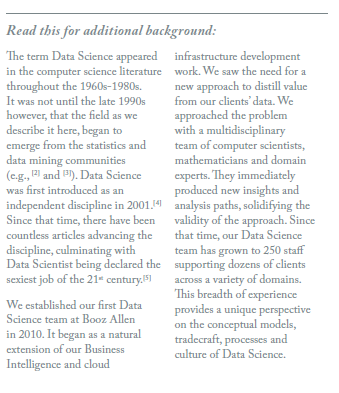 Read this for additional background:
The term Data Science appeared
in the computer science literature
throughout the 1960s-1980s.
It was not until the late 1990s
however, that the field as we
describe it here, began to
emerge from the statistics and
data mining communities
(e.g., [2] and [3]). Data Science
was first introduced as an
independent discipline in 2001.[4]
Since that time, there have been
countless articles advancing the
discipline, culminating with
Data Scientist being declared the
sexiest job of the 21st century.[5]
We established our first Data
Science team at Booz Allen
in 2010. It began as a natural
extension of our Business
Intelligence and cloud
infrastructure development
work. We saw the need for a
new approach to distill value
from our clients' data. We
approached the problem
with a multidisciplinary
team of computer scientists,
mathematicians and domain
experts. They immediately
produced new insights and
analysis paths, solidifying the
validity of the approach. Since
that time, our Data Science
team has grown to 250 staff
supporting dozens of clients
across a variety of domains.
This breadth of experience
provides a unique perspective
on the conceptual models,
tradecraft, processes and
culture of Data Science.